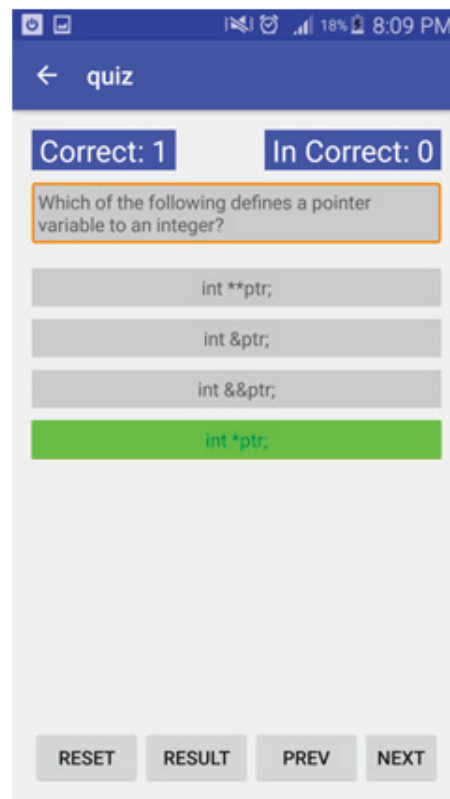 18% 8:09 PM
← quiz
Correct: 1
In Correct: 0
Which of the following defines a pointer
variable to an integer?
int **ptr;
int &ptr;
int &&ptr;
int *ptr;
RESET RESULT PREV NEXT